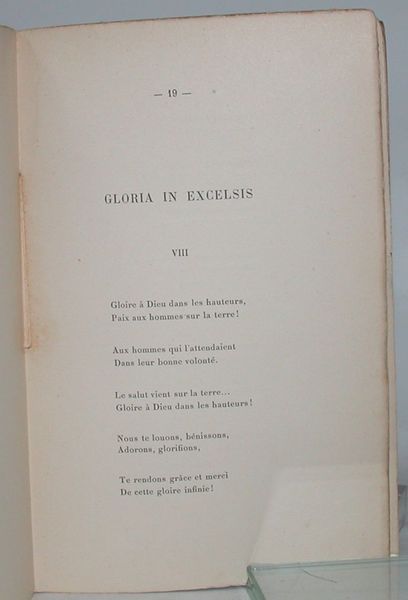 — 19 —
GLORIA IN EXCELSIS
VIII
Gloire à Dieu dans les hauteurs,
Paix aux hommes sur la terre!
Aux hommes qui l'attendaient
Dans leur bonne volonté.
Le salut vient sur la terre...
Gloire à Dieu dans les hauteurs!
Nous te louons, bénissons,
Adorons, glorifions,
Te rendons grâce et merci
De cette gloire infinie!